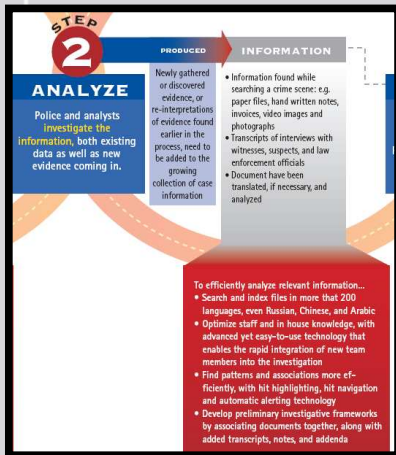 STEP
2
ANALYZE
Police and analysts
investigate the
information, both existing
data as well as new
evidence coming in.
PRODUCED
Newly gathered
or discovered
evidence, or
re-interpretations
of evidence found
earlier in the
process, need to
be added to the
growing
collection of case
information
INFORMATION
• Information found while
searching a crime scene: e.g.
paper files, hand written notes,
invoices, video images and
photographs
• Transcripts of interviews with
witnesses, suspects, and law
enforcement officials
• Document have been
translated, if necessary, and
analyzed
To efficiently analyze relevant information...
• Search and index files in more that 200
languages, even Russian, Chinese, and Arabic
• Optimize staff and in house knowledge, with
advanced yet easy-to-use technology that
enables the rapid integration of new team
members into the investigation
• Find patterns and associations more ef-
ficiently, with hit highlighting, hit navigation
and automatic alerting technology
• Develop preliminary investigative frameworks
by associating documents together, along with
added transcripts, notes, and addenda